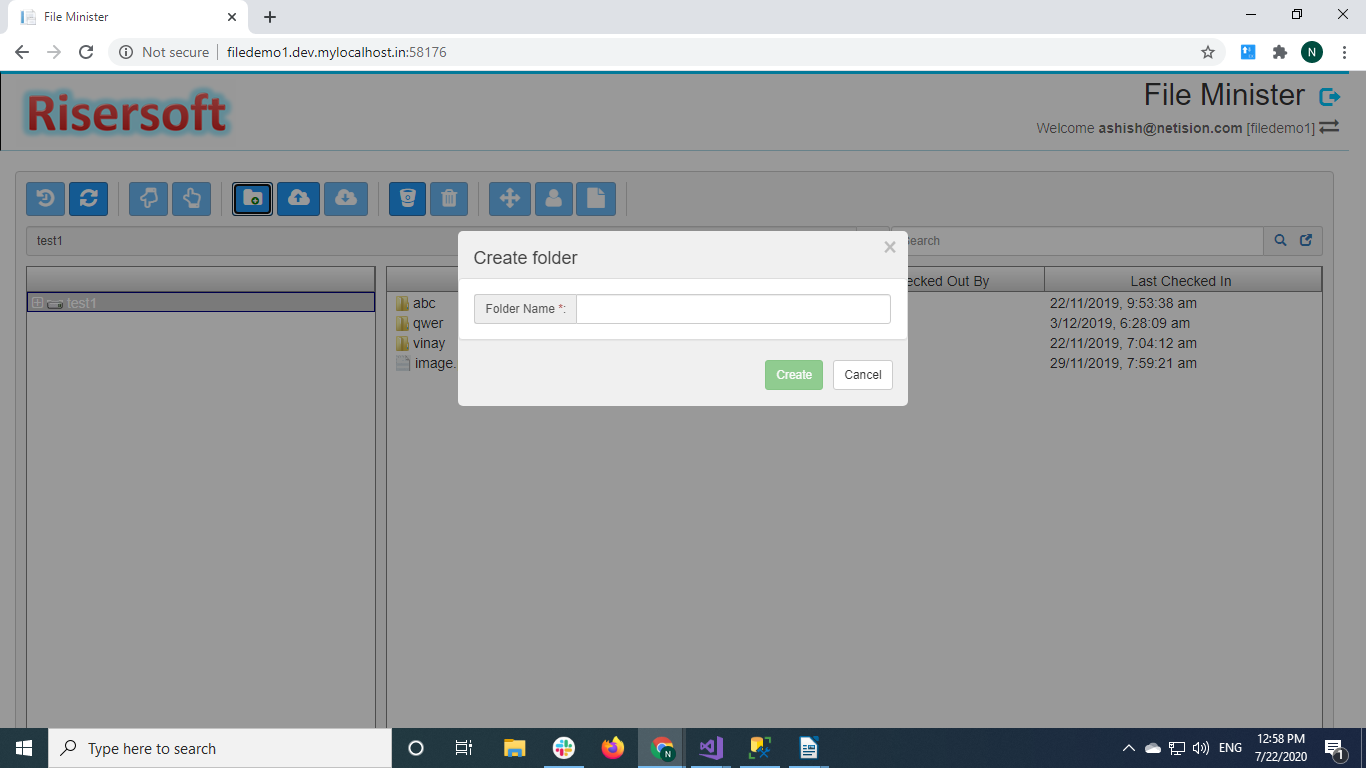 File Minister
Not secure
filedemo1.dev.mylocalhost.in:58176
N
Risersoft
File Minister
Welcome ashish@netision.com [filedemo1]
test1
earch
Create folder
Folder Name *:
Create
Cancel
ecked Out By
Last Checked In
test1
abc
22/11/2019, 9:53:38 am
qwer
3/12/2019, 6:28:09 am
vinay
22/11/2019, 7:04:12 am
image.
29/11/2019, 7:59:21 am
Type here to search
N
ENG
12:58 PM
7/22/2020
1